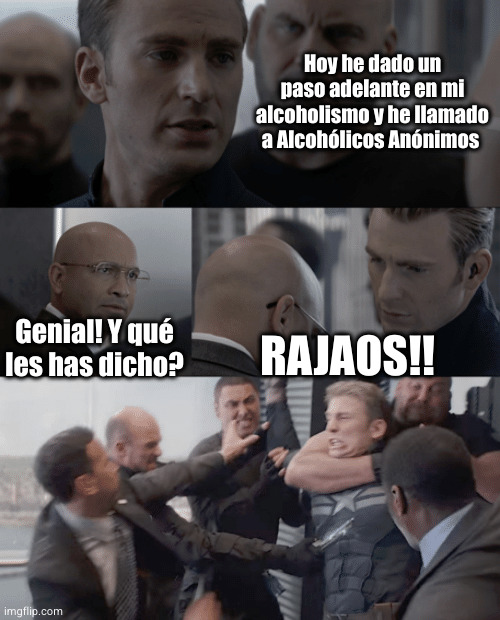 Hoy he dado un
paso adelante en mi
alcoholismo y he llamado
a Alcohólicos Anónimos
Genial! Y qué
les has dicho?
RAJAOS!!
imgflip.com